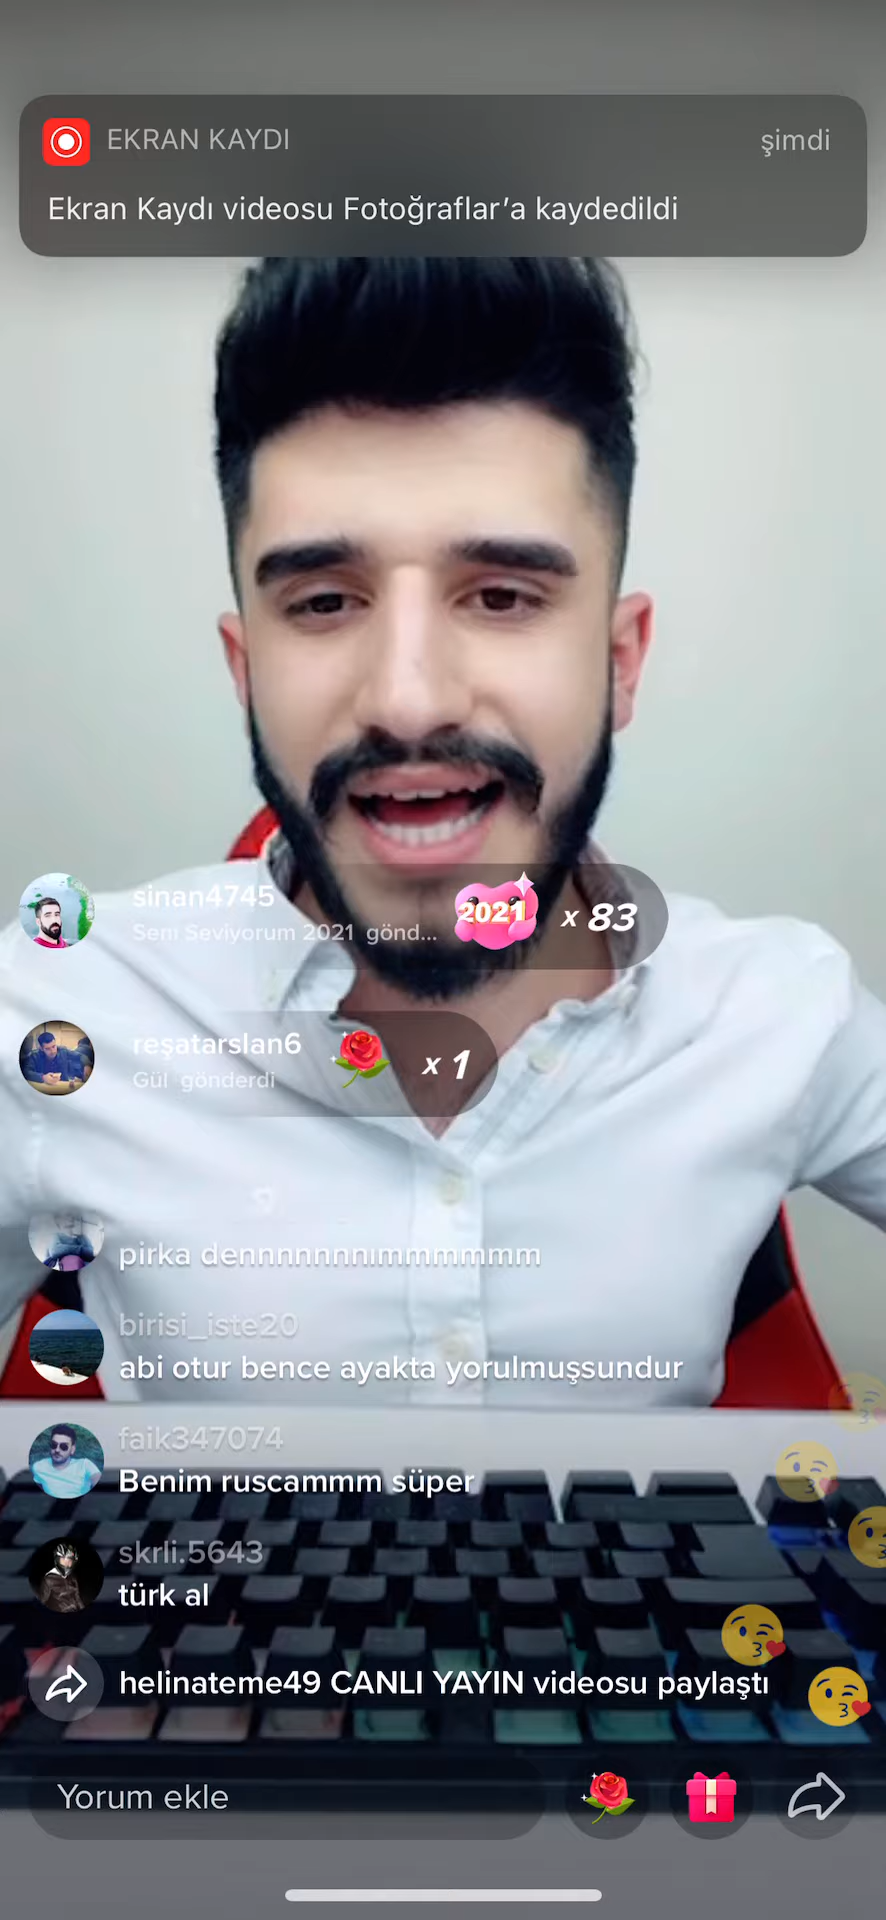 EKRAN KAYDI
şimdi
Ekran Kaydı videosu Fotoğraflar'a kaydedildi
sinan4745
Seni Seviyorum 2021 gönd...
2021
x 83
reşatarslan6
Gül gönderdi
x 1
pirka dennnnnnnımmmmmm
birisi_iste20
abi otur bence ayakta yorulmuşsundur
faik347074
Benim ruscammm süper
skrli.5643
türk al
helinateme49 CANLI YAYIN videosu paylaştı
Yorum ekle